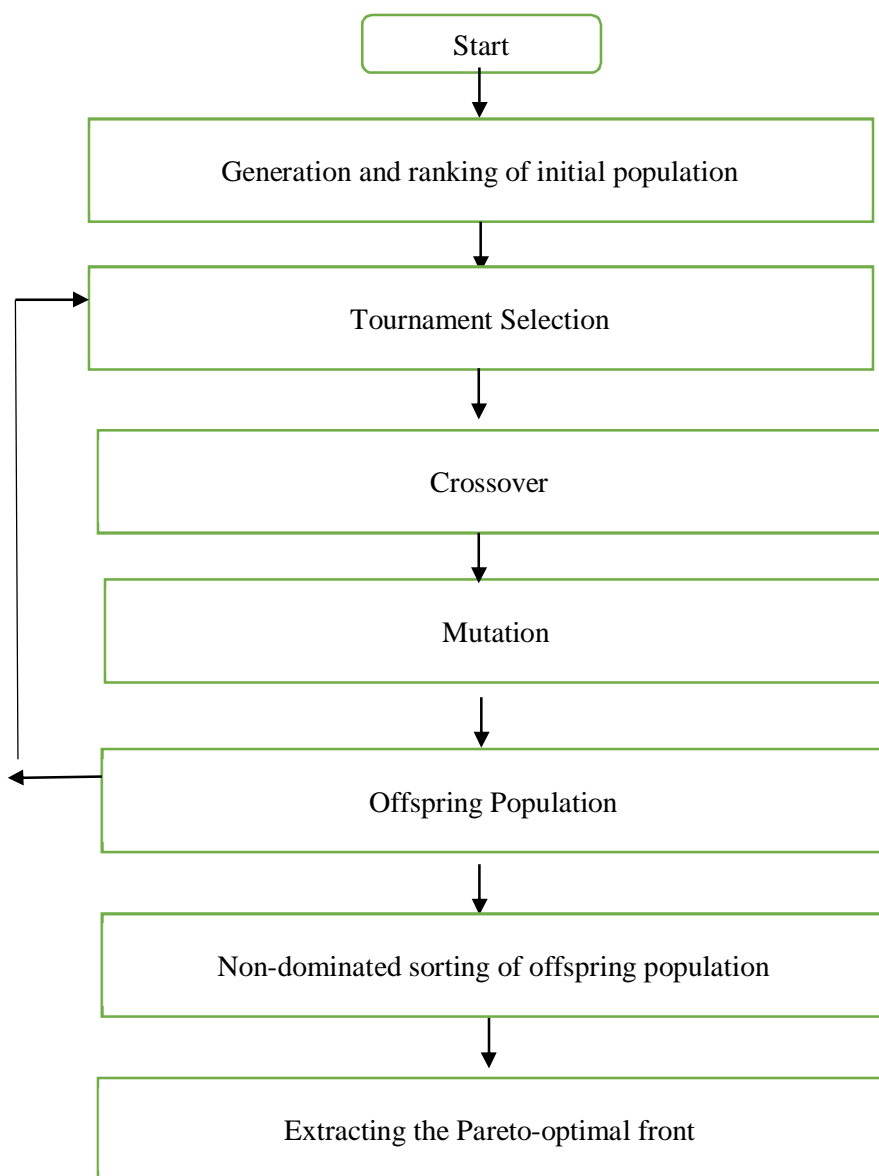 Start
Generation and ranking of initial population
Tournament Selection
Crossover
Mutation
Offspring Population
Non-dominated sorting of offspring population
Extracting the Pareto-optimal front